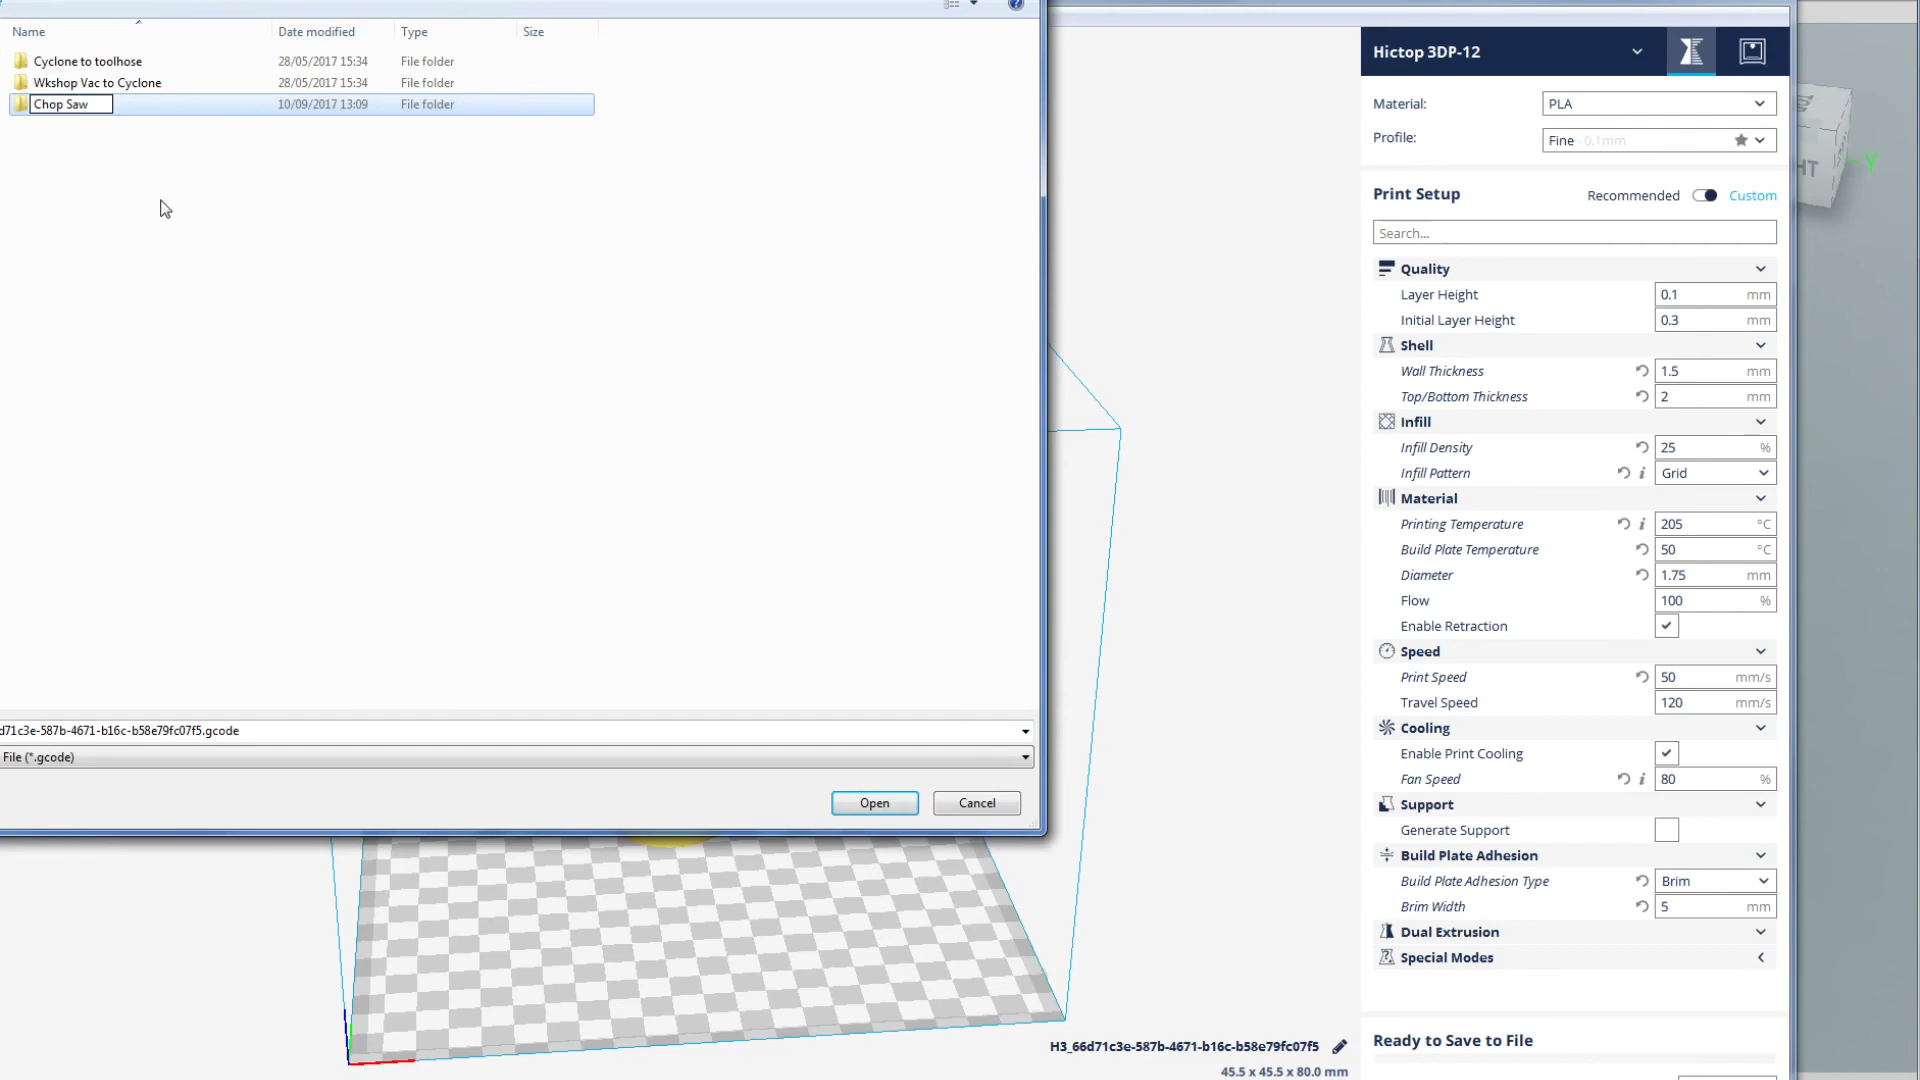 Name Date modified Type Size
Cyclone to toolhose 28/05/2017 15:34 File folder
Wkshop Vac to Cyclone 28/05/2017 15:34 File folder
Chop Saw 10/09/2017 13:09 File folder
d71c3e-587b-4671-b16c-b58e79fc07f5.gcode
File (*.gcode)
Open Cancel
H3_66d71c3e-587b-4671-b16c-b58e79fc07f5
45.5 x 45.5 x 80.0 mm
Hictop 3DP-12
Material: PLA
Profile: Fine - 0.1mm
Print Setup Recommended Custom
Search...
Quality
Layer Height 0.1 mm
Initial Layer Height 0.3 mm
Shell
Wall Thickness 1.5 mm
Top/Bottom Thickness 2 mm
Infill
Infill Density 25 %
Infill Pattern i Grid
Material
Printing Temperature i 205 °C
Build Plate Temperature 50 °C
Diameter 1.75 mm
Flow 100 %
Enable Retraction
Speed
Print Speed 50 mm/s
Travel Speed 120 mm/s
Cooling
Enable Print Cooling
Fan Speed i 80 %
Support
Generate Support
Build Plate Adhesion
Build Plate Adhesion Type Brim
Brim Width 5 mm
Dual Extrusion
Special Modes
Ready to Save to File
HT
Y